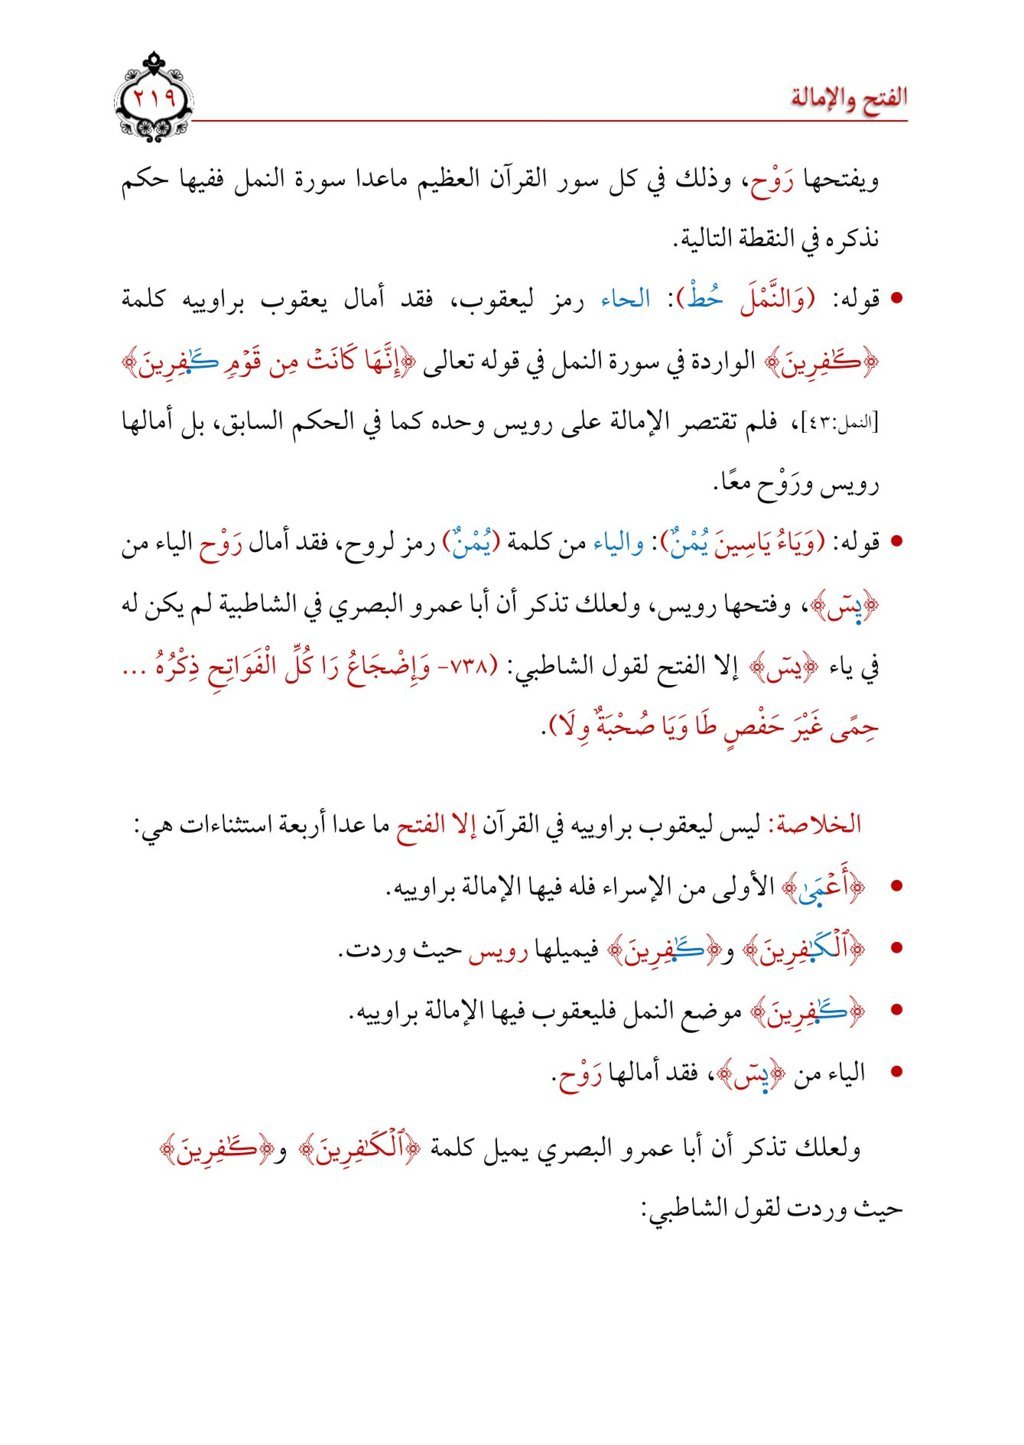 الفتح والإمالة
٢١٩
ويفتحها رَوْح، وذلك في كل سور القرآن العظيم ماعدا سورة النمل ففيها حكم
نذكره في النقطة التالية.
• قوله: (وَالنَّمْلَ حُطْ): الحاء رمز ليعقوب، فقد أمال يعقوب براوييه كلمة
﴿كَـٰفِرِينَ﴾ الواردة في سورة النمل في قوله تعالى ﴿إِنَّهَا كَانَتْ مِن قَوْمٍ كَـٰفِرِينَ﴾
[النمل:٤٣]، فلم تقتصر الإمالة على رويس وحده كما في الحكم السابق، بل أمالها
رويس ورَوْح معًا.
• قوله: (وَيَاءُ يَاسِينَ يُمْنٌ): والياء من كلمة (يُمْنٌ) رمز لروح، فقد أمال رَوْح الياء من
﴿يسٓ﴾، وفتحها رويس، ولعلك تذكر أن أبا عمرو البصري في الشاطبية لم يكن له
في ياء ﴿يسٓ﴾ إلا الفتح لقول الشاطبي: (٧٣٨- وَإِضْجَاعُ رَا كُلِّ الْفَوَاتِحِ ذِكْرُهُ ...
حِمًى غَيْرَ حَفْصٍ طَا وَيَا صُحْبَةٌ وِلَا).
الخلاصة: ليس ليعقوب براوييه في القرآن إلا الفتح ما عدا أربعة استثناءات هي:
• ﴿أَعْمَىٰ﴾ الأولى من الإسراء فله فيها الإمالة براوييه.
• ﴿ٱلْكَـٰفِرِينَ﴾ و﴿كَـٰفِرِينَ﴾ فيميلها رويس حيث وردت.
• ﴿كَـٰفِرِينَ﴾ موضع النمل فليعقوب فيها الإمالة براوييه.
• الياء من ﴿يسٓ﴾، فقد أمالها رَوْح.
ولعلك تذكر أن أبا عمرو البصري يميل كلمة ﴿ٱلْكَـٰفِرِينَ﴾ و﴿كَـٰفِرِينَ﴾
حيث وردت لقول الشاطبي: